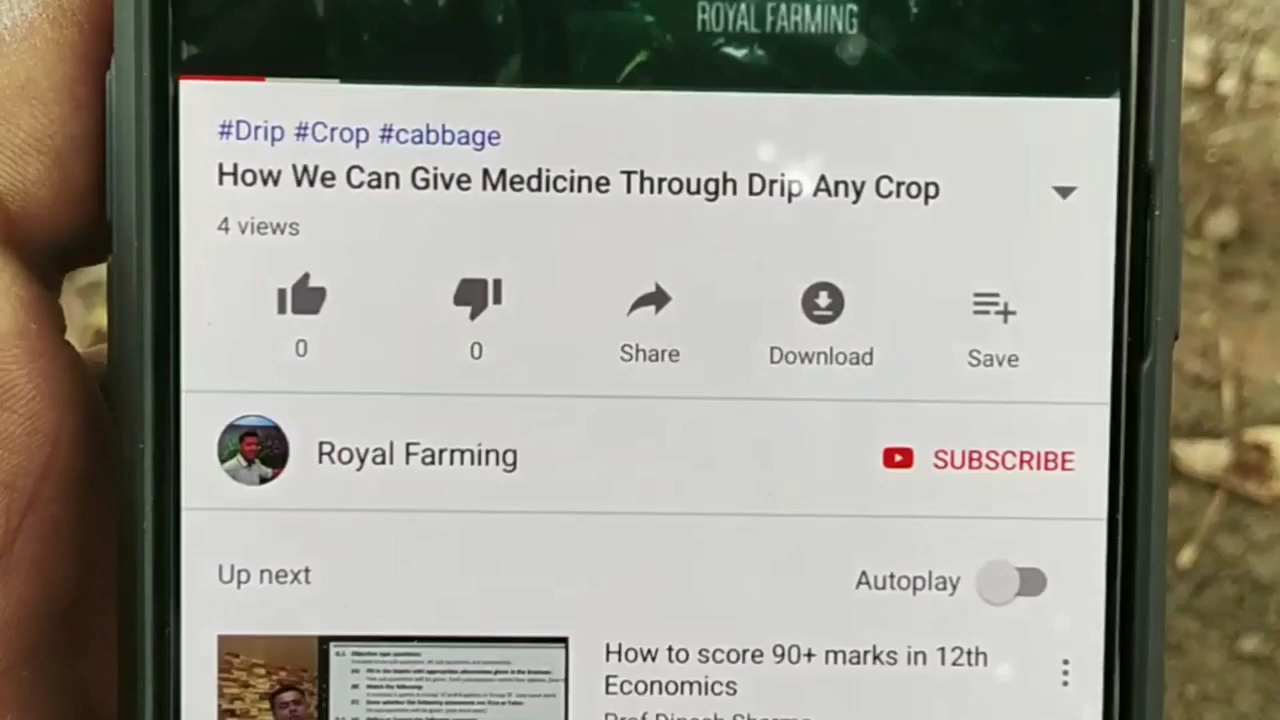 ROYAL FARMING
#Drip #Crop #cabbage
How We Can Give Medicine Through Drip Any Crop
4 views
0
0
Share
Download
Save
Royal Farming
SUBSCRIBE
Up next
Autoplay
How to score 90+ marks in 12th
Economics